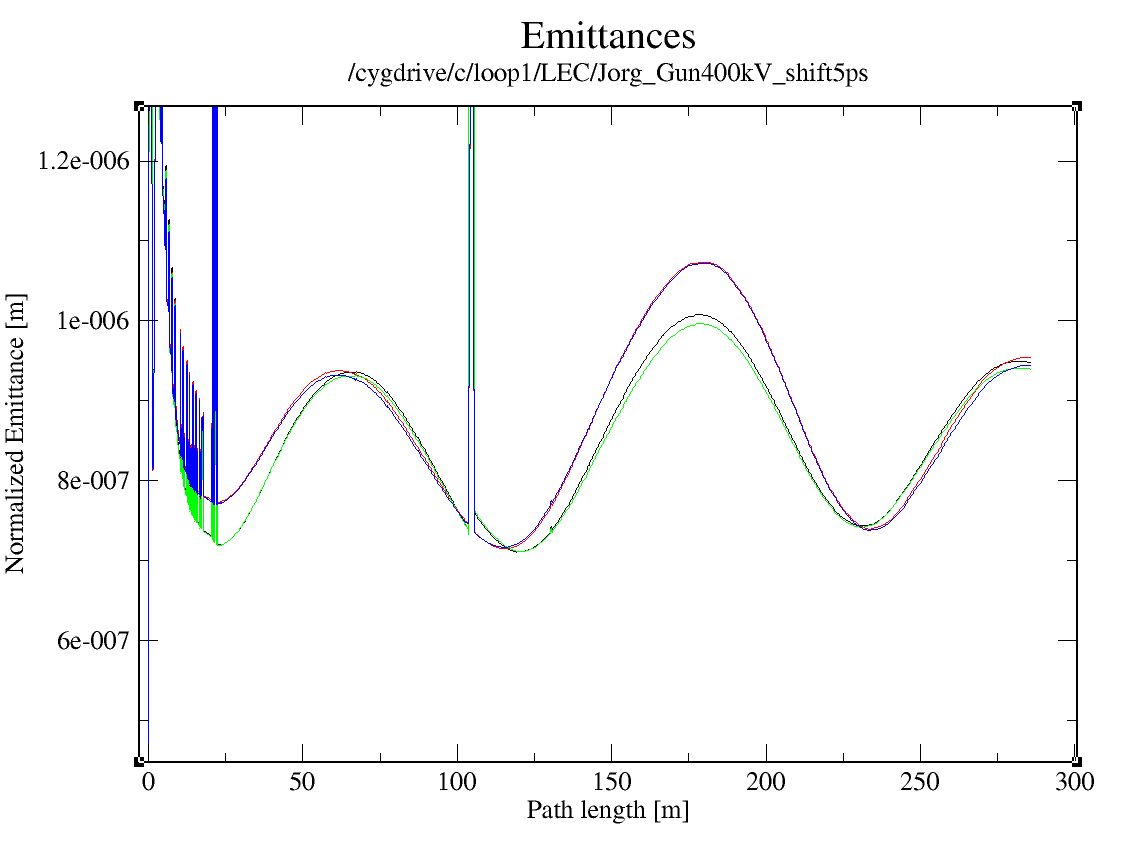 Emittances
/cygdrive/c/loop1/LEC/Jorg_Gun400kV_shift5ps
1.2e-006
1e-006
8e-007
6e-007
Normalized Emittance [m]
0 50 100 150 200 250 300
Path length [m]